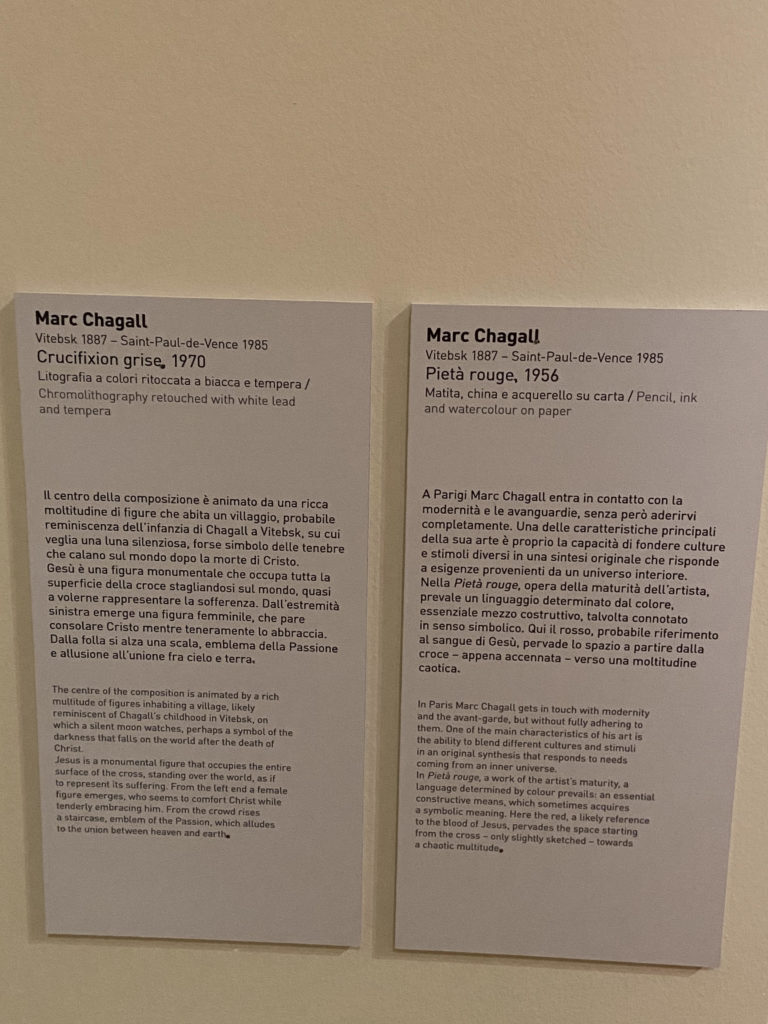 Marc Chagall
Vitebsk 1887 – Saint-Paul-de-Vence 1985
Crucifixion grise, 1970
Litografia a colori ritoccata a biacca e tempera /
Chromolithography retouched with white lead
and tempera
Il centro della composizione è animato da una ricca
moltitudine di figure che abita un villaggio, probabile
reminiscenza dell'infanzia di Chagall a Vitebsk, su cui
veglia una luna silenziosa, forse simbolo delle tenebre
che calano sul mondo dopo la morte di Cristo.
Gesù è una figura monumentale che occupa tutta la
superficie della croce stagliandosi sul mondo, quasi
a volerne rappresentare la sofferenza. Dall'estremità
sinistra emerge una figura femminile, che pare
consolare Cristo mentre teneramente lo abbraccia.
Dalla folla si alza una scala, emblema della Passione
e allusione all'unione fra cielo e terra.
The centre of the composition is animated by a rich
multitude of figures inhabiting a village, likely
reminiscent of Chagall's childhood in Vitebsk, on
which a silent moon watches, perhaps a symbol of the
darkness that falls on the world after the death of
Christ.
Jesus is a monumental figure that occupies the entire
surface of the cross, standing over the world, as if
to represent its suffering. From the left end a female
figure emerges, who seems to comfort Christ while
tenderly embracing him. From the crowd rises
a staircase, emblem of the Passion, which alludes
to the union between heaven and earth.
Marc Chagall
Vitebsk 1887 – Saint-Paul-de-Vence 1985
Pietà rouge, 1956
Matita, china e acquerello su carta / Pencil, ink
and watercolour on paper
A Parigi Marc Chagall entra in contatto con la
modernità e le avanguardie, senza però aderirvi
completamente. Una delle caratteristiche principali
della sua arte è proprio la capacità di fondere culture
e stimoli diversi in una sintesi originale che risponde
a esigenze provenienti da un universo interiore.
Nella Pietà rouge, opera della maturità dell'artista,
prevale un linguaggio determinato dal colore,
essenziale mezzo costruttivo, talvolta connotato
in senso simbolico. Qui il rosso, probabile riferimento
al sangue di Gesù, pervade lo spazio a partire dalla
croce – appena accennata – verso una moltitudine
caotica.
In Paris Marc Chagall gets in touch with modernity
and the avant-garde, but without fully adhering to
them. One of the main characteristics of his art is
the ability to blend different cultures and stimuli
in an original synthesis that responds to needs
coming from an inner universe.
In Pietà rouge, a work of the artist's maturity, a
language determined by colour prevails: an essential
constructive means, which sometimes acquires
a symbolic meaning. Here the red, a likely reference
to the blood of Jesus, pervades the space starting
from the cross – only slightly sketched – towards
a chaotic multitude.